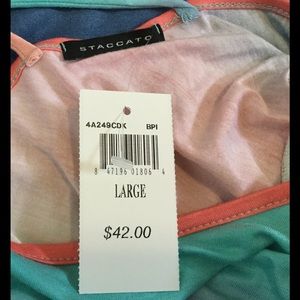 STACCATO
4A249CDK BPI
8 47196 01806 4
LARGE
$42.00